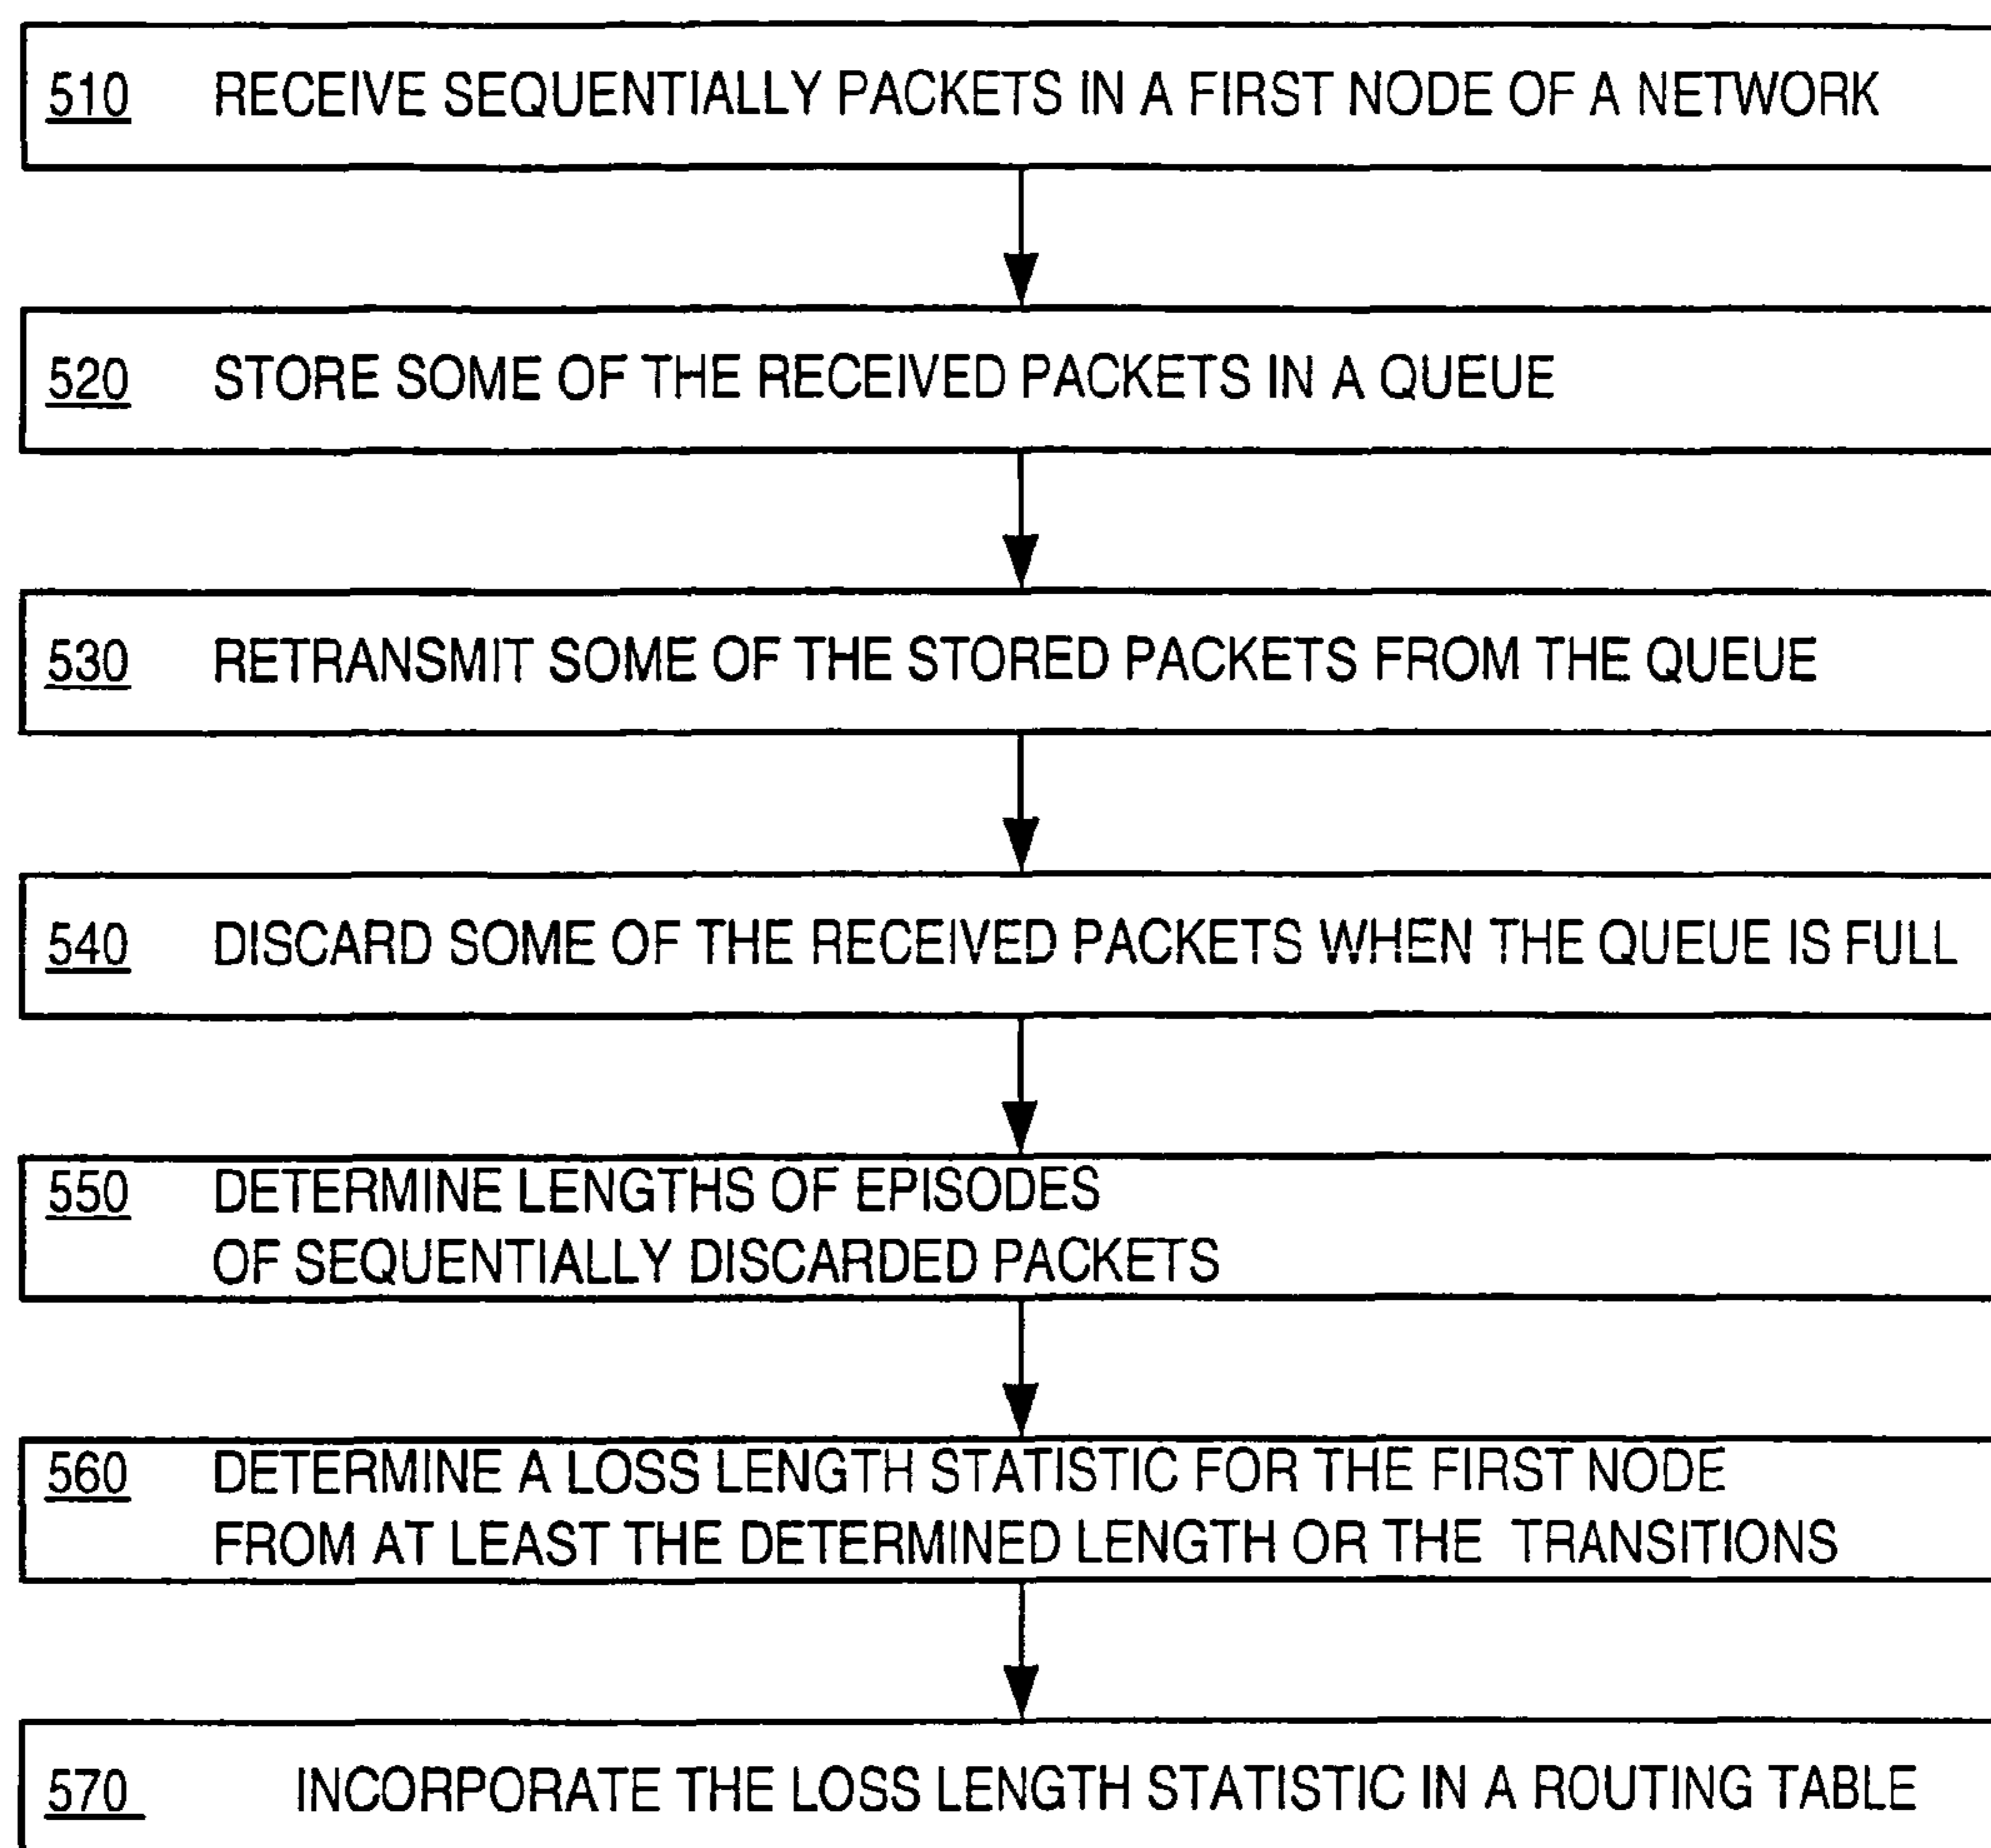 510 RECEIVE SEQUENTIALLY PACKETS IN A FIRST NODE OF A NETWORK
520 STORE SOME OF THE RECEIVED PACKETS IN A QUEUE
530 RETRANSMIT SOME OF THE STORED PACKETS FROM THE QUEUE
540 DISCARD SOME OF THE RECEIVED PACKETS WHEN THE QUEUE IS FULL
550 DETERMINE LENGTHS OF EPISODES
OF SEQUENTIALLY DISCARDED PACKETS
560 DETERMINE A LOSS LENGTH STATISTIC FOR THE FIRST NODE
FROM AT LEAST THE DETERMINED LENGTH OR THE TRANSITIONS
570 INCORPORATE THE LOSS LENGTH STATISTIC IN A ROUTING TABLE